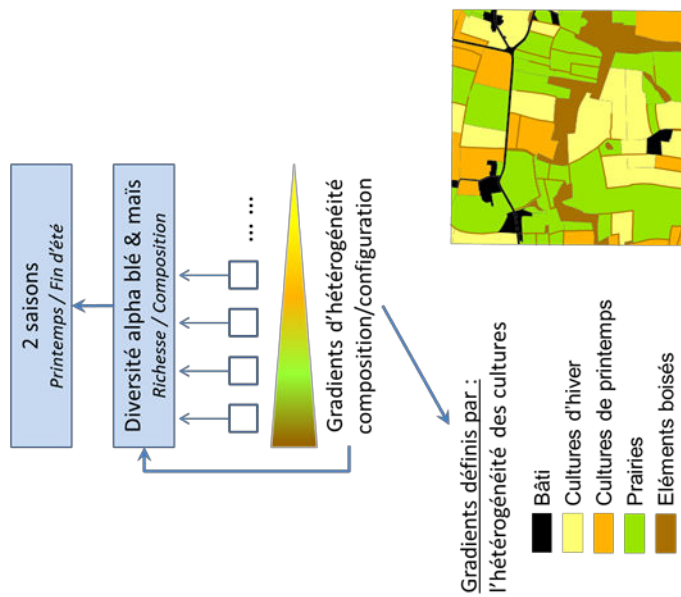 2 saisons
Printemps / Fin d'été
Diversité alpha blé & maïs
Richesse / Composition
... ...
Gradients d'hétérogénéité
composition/configuration
Gradients définis par :
l'hétérogénéité des cultures
Bâti
Cultures d'hiver
Cultures de printemps
Prairies
Eléments boisés